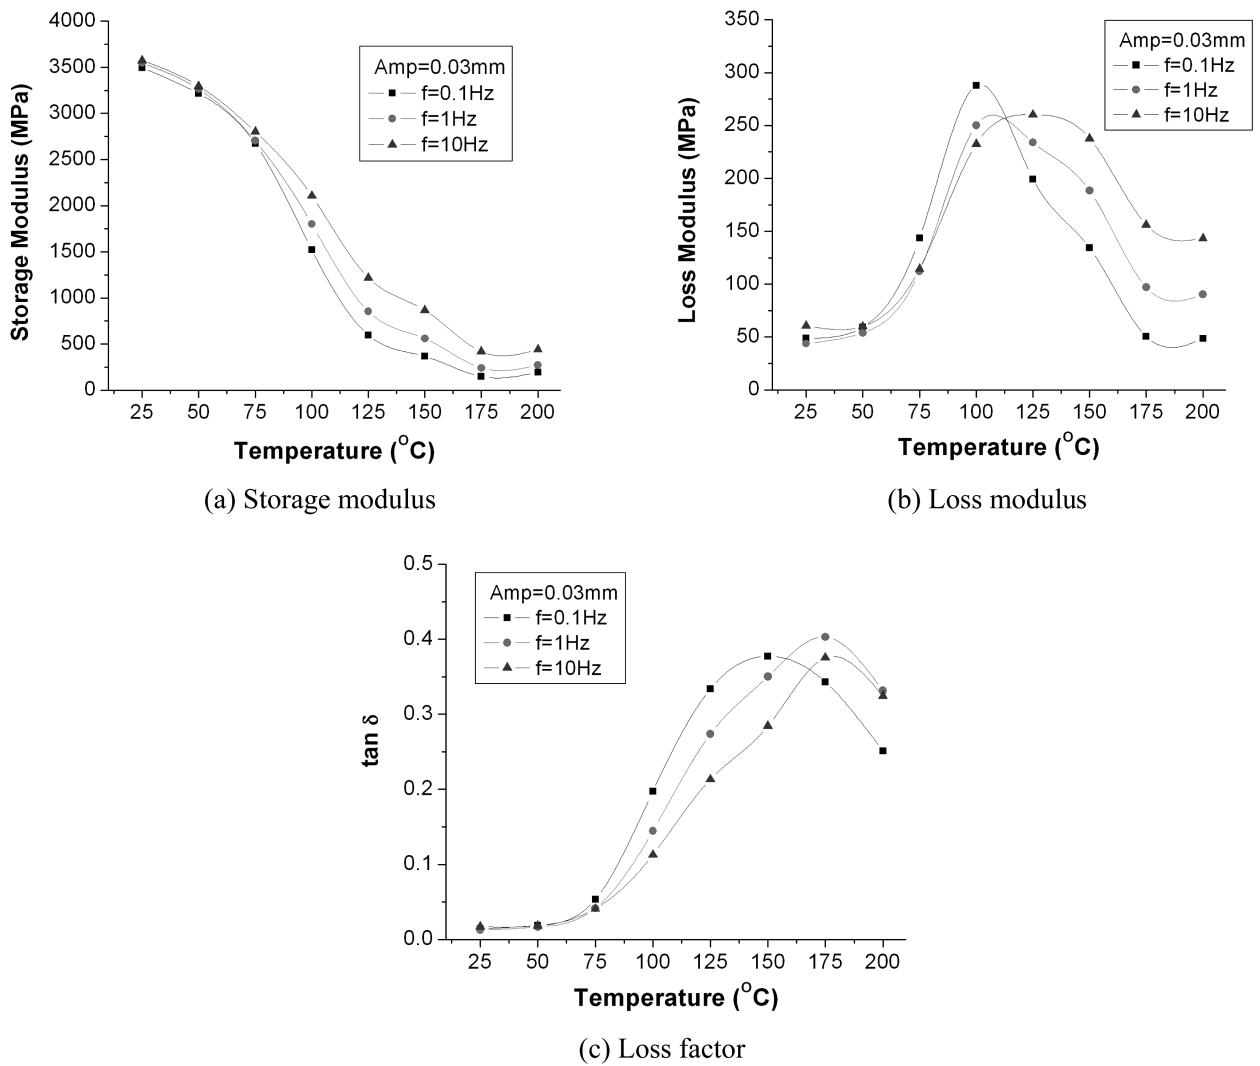 4000
3500
3000
2500
2000
1500
1000
500
0
Storage Modulus (MPa)
Amp=0.03mm
f=0.1Hz
f=1Hz
f=10Hz
25 50 75 100 125 150 175 200
Temperature (°C)
(a) Storage modulus
350
300
250
200
150
100
50
0
Loss Modulus (MPa)
Amp=0.03mm
f=0.1Hz
f=1Hz
f=10Hz
25 50 75 100 125 150 175 200
Temperature (°C)
(b) Loss modulus
0.5
0.4
0.3
0.2
0.1
0.0
tan δ
Amp=0.03mm
f=0.1Hz
f=1Hz
f=10Hz
25 50 75 100 125 150 175 200
Temperature (°C)
(c) Loss factor